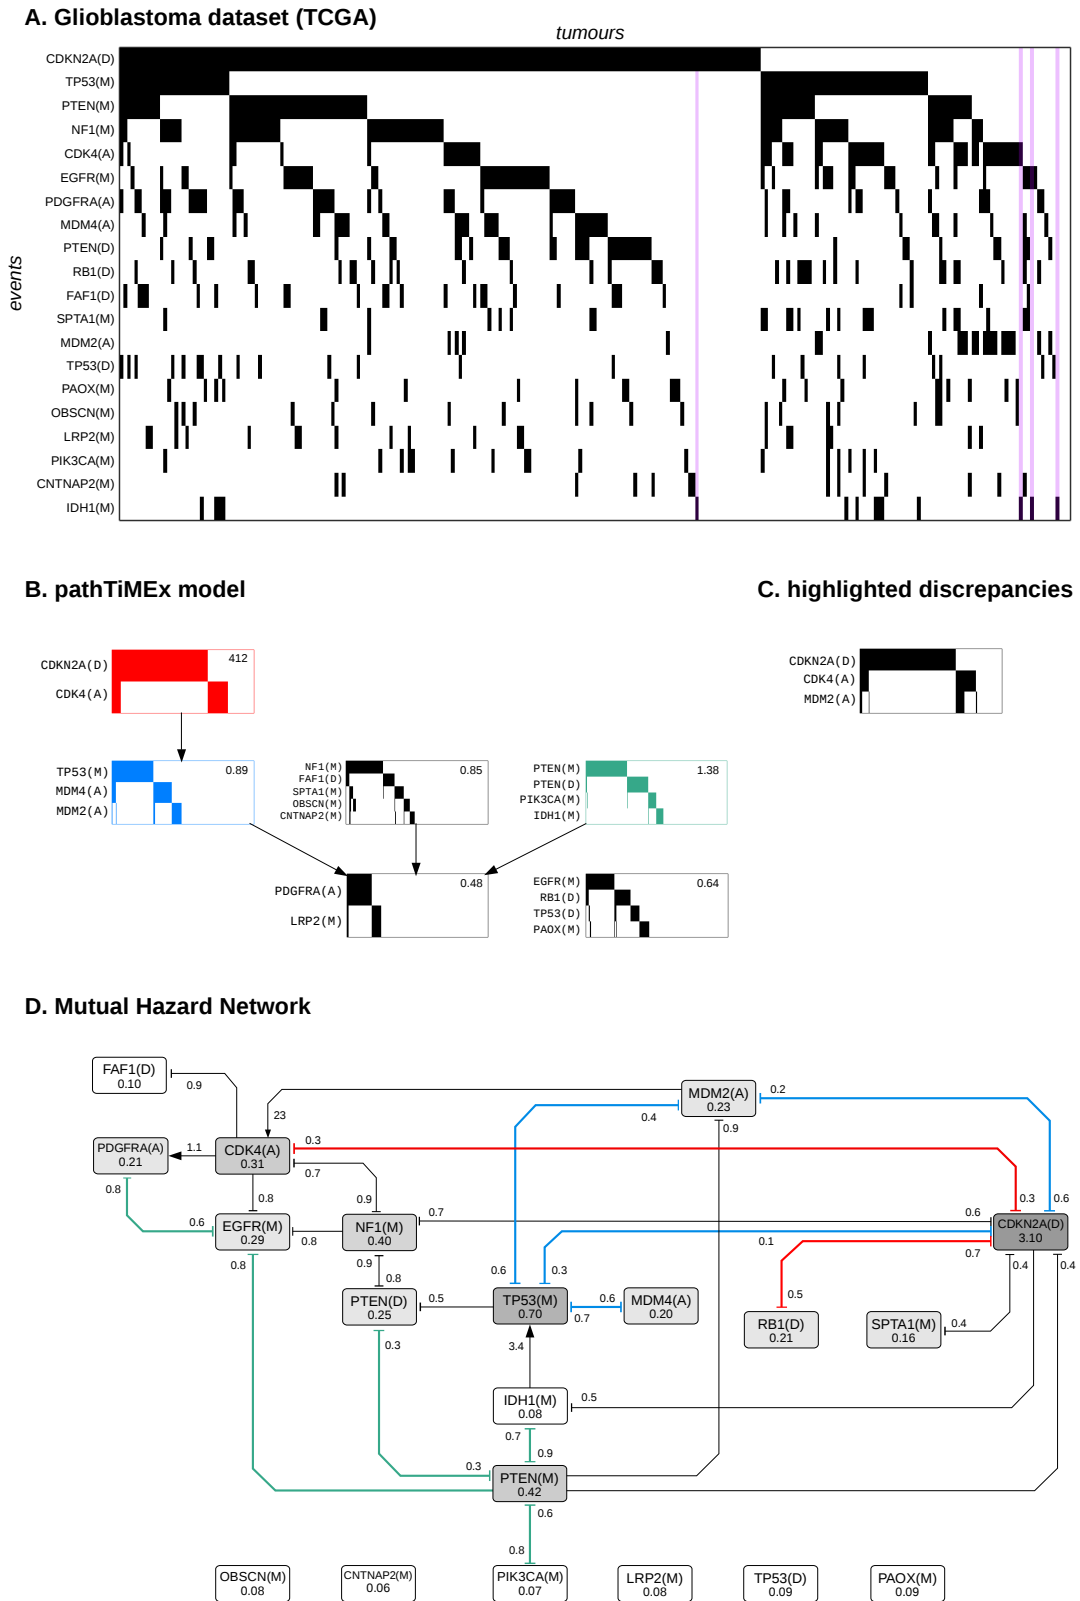 A. Glioblastoma dataset (TCGA)
tumours
events
CDKN2A(D)
TP53(M)
PTEN(M)
NF1(M)
CDK4(A)
EGFR(M)
PDGFRA(A)
MDM4(A)
PTEN(D)
RB1(D)
FAF1(D)
SPTA1(M)
MDM2(A)
TP53(D)
PAOX(M)
OBSCN(M)
LRP2(M)
PIK3CA(M)
CNTNAP2(M)
IDH1(M)
B. pathTiMEx model
CDKN2A(D)
CDK4(A)
412
TP53(M)
MDM4(A)
MDM2(A)
0.89
NF1(M)
FAF1(D)
SPTA1(M)
OBSCN(M)
CNTNAP2(M)
0.85
PTEN(M)
PTEN(D)
PIK3CA(M)
IDH1(M)
1.38
PDGFRA(A)
LRP2(M)
0.48
EGFR(M)
RB1(D)
TP53(D)
PAOX(M)
0.64
C. highlighted discrepancies
CDKN2A(D)
CDK4(A)
MDM2(A)
D. Mutual Hazard Network
FAF1(D)
0.10
0.9
MDM2(A)
0.23
0.2
0.4
0.9
23
PDGFRA(A)
0.21
1.1
CDK4(A)
0.31
0.3
0.7
0.8
0.8
0.9
0.3
0.6
0.6
EGFR(M)
0.29
0.8
NF1(M)
0.40
0.7
0.6
CDKN2A(D)
3.10
0.8
0.9
0.8
0.1
0.7
0.6
0.3
0.4
0.4
PTEN(D)
0.25
0.5
TP53(M)
0.70
0.6
0.7
MDM4(A)
0.20
0.5
RB1(D)
0.21
SPTA1(M)
0.16
0.4
0.3
3.4
IDH1(M)
0.08
0.5
0.7
0.9
0.3
PTEN(M)
0.42
0.6
0.8
OBSCN(M)
0.08
CNTNAP2(M)
0.06
PIK3CA(M)
0.07
LRP2(M)
0.08
TP53(D)
0.09
PAOX(M)
0.09